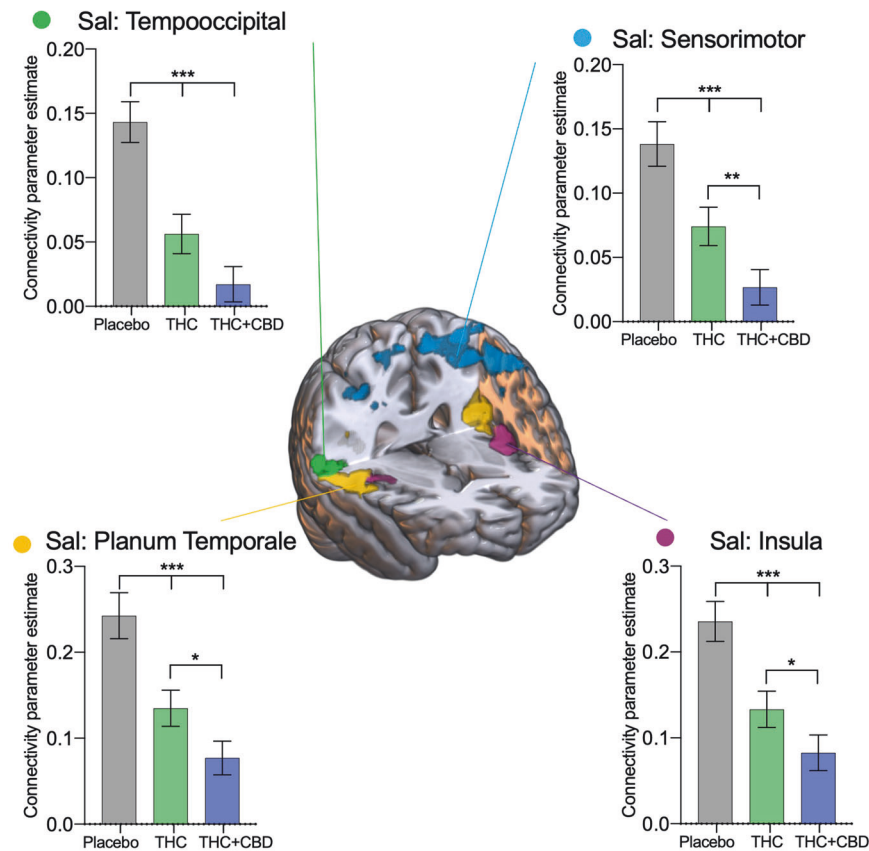 Sal: Tempooccipital
Connectivity parameter estimate
0.20
0.15
0.10
0.05
0.00
***
Placebo
THC
THC+CBD
Sal: Sensorimotor
Connectivity parameter estimate
0.20
0.15
0.10
0.05
0.00
***
**
Placebo
THC
THC+CBD
Sal: Planum Temporale
Connectivity parameter estimate
0.3
0.2
0.1
0.0
***
*
Placebo
THC
THC+CBD
Sal: Insula
Connectivity parameter estimate
0.3
0.2
0.1
0.0
***
*
Placebo
THC
THC+CBD